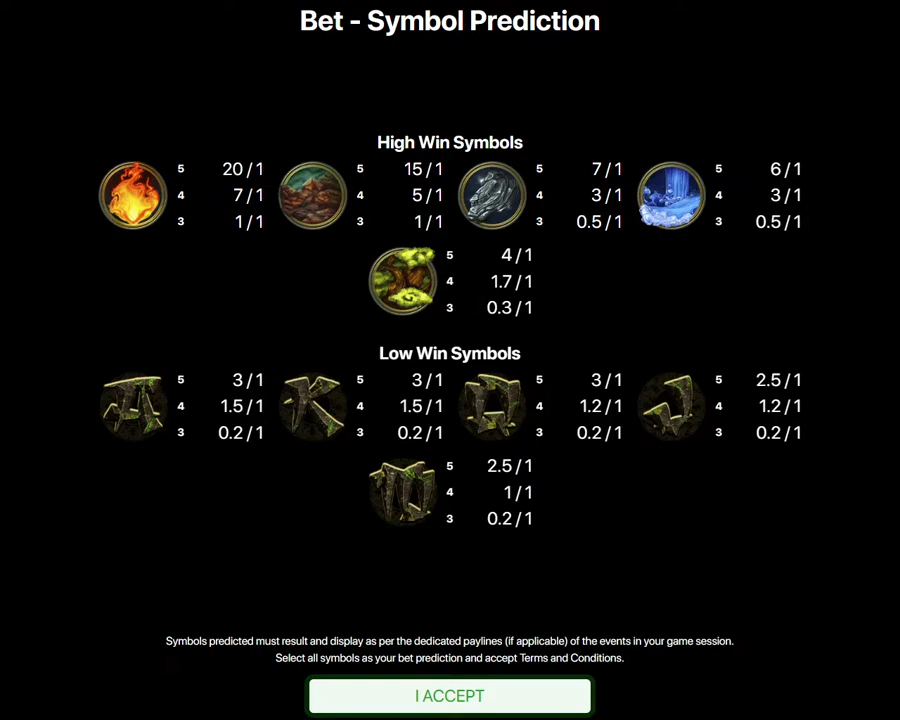 Bet - Symbol Prediction
High Win Symbols
5 20 / 1 5 15 / 1 5 7 / 1 5 6 / 1
4 7 / 1 4 5 / 1 4 3 / 1 4 3 / 1
3 1 / 1 3 1 / 1 3 0.5 / 1 3 0.5 / 1
5 4 / 1
4 1.7 / 1
3 0.3 / 1
Low Win Symbols
5 3 / 1 5 3 / 1 5 3 / 1 5 2.5 / 1
A 4 1.5 / 1 K 4 1.5 / 1 Q 4 1.2 / 1 J 4 1.2 / 1
3 0.2 / 1 3 0.2 / 1 3 0.2 / 1 3 0.2 / 1
5 2.5 / 1
10 4 1 / 1
3 0.2 / 1
Symbols predicted must result and display as per the dedicated paylines (if applicable) of the events in your game session.
Select all symbols as your bet prediction and accept Terms and Conditions.
I ACCEPT